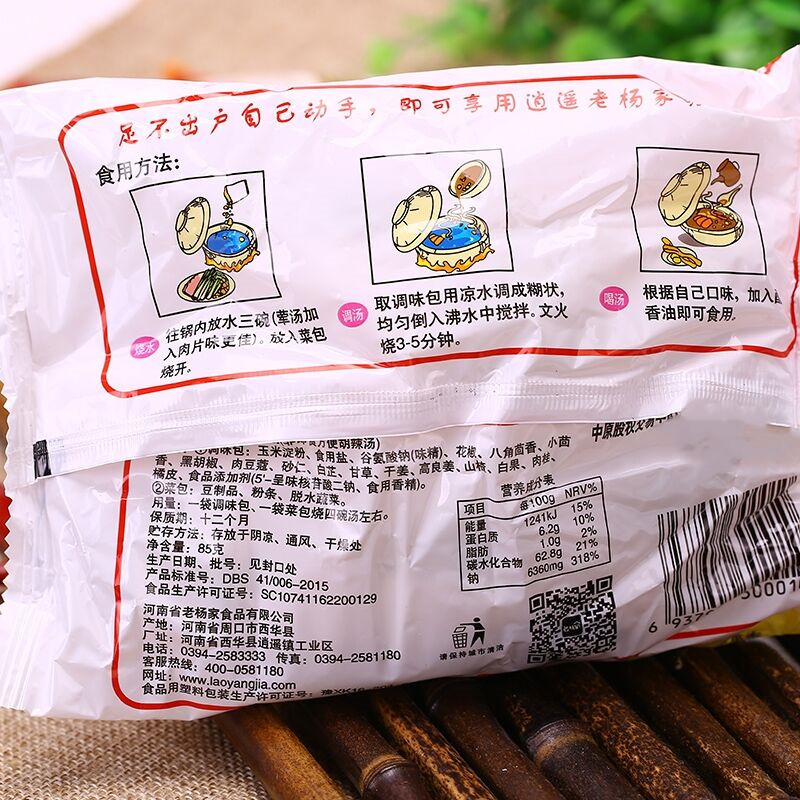 足不出户自己动手，即可享用逍遥老杨家
食用方法:
烧水
往锅内放水三碗(荤汤加
入肉片味更佳)。放入菜包
烧开。
调汤
取调味包用凉水调成糊状，
均匀倒入沸水中搅拌。文火
烧3-5分钟。
喝汤
根据自己口味，加入
香油即可食用.
便胡辣汤)
①调味包: 玉米淀粉、食用盐、谷氨酸钠(味精)、花椒、八角茴香、小茴
香、黑胡椒、肉豆蔻、砂仁、白芷、甘草、干姜、高良姜、山楂、白果、肉桂、
橘皮、食品添加剂(5'-呈味核苷酸二钠、食用香精)。
②菜包: 豆制品、粉条、脱水蔬菜。
用量: 一袋调味包、一袋菜包烧四碗汤左右。
保质期: 十二个月
贮存方法: 存放于阴凉、通风、干燥处
净含量: 85克
生产日期、批号: 见封口处
产品标准号: DBS 41/006-2015
食品生产许可证号: SC10741162200129
河南省老杨家食品有限公司
产地: 河南省周口市西华县
厂址: 河南省西华县逍遥镇工业区
电话: 0394-2583333 传真: 0394-2581180
客服热线: 400-0581180
网址: www.laoyangjia.com
食品用塑料包装生产许可证号: 豫XK16
中原股权交易中
营养成分表
项目 每100g NRV%
能量 1241kJ 15%
蛋白质 6.2g 10%
脂肪 1.0g 2%
碳水化合物 62.8g 21%
钠 6360mg 318%
请保持城市清洁